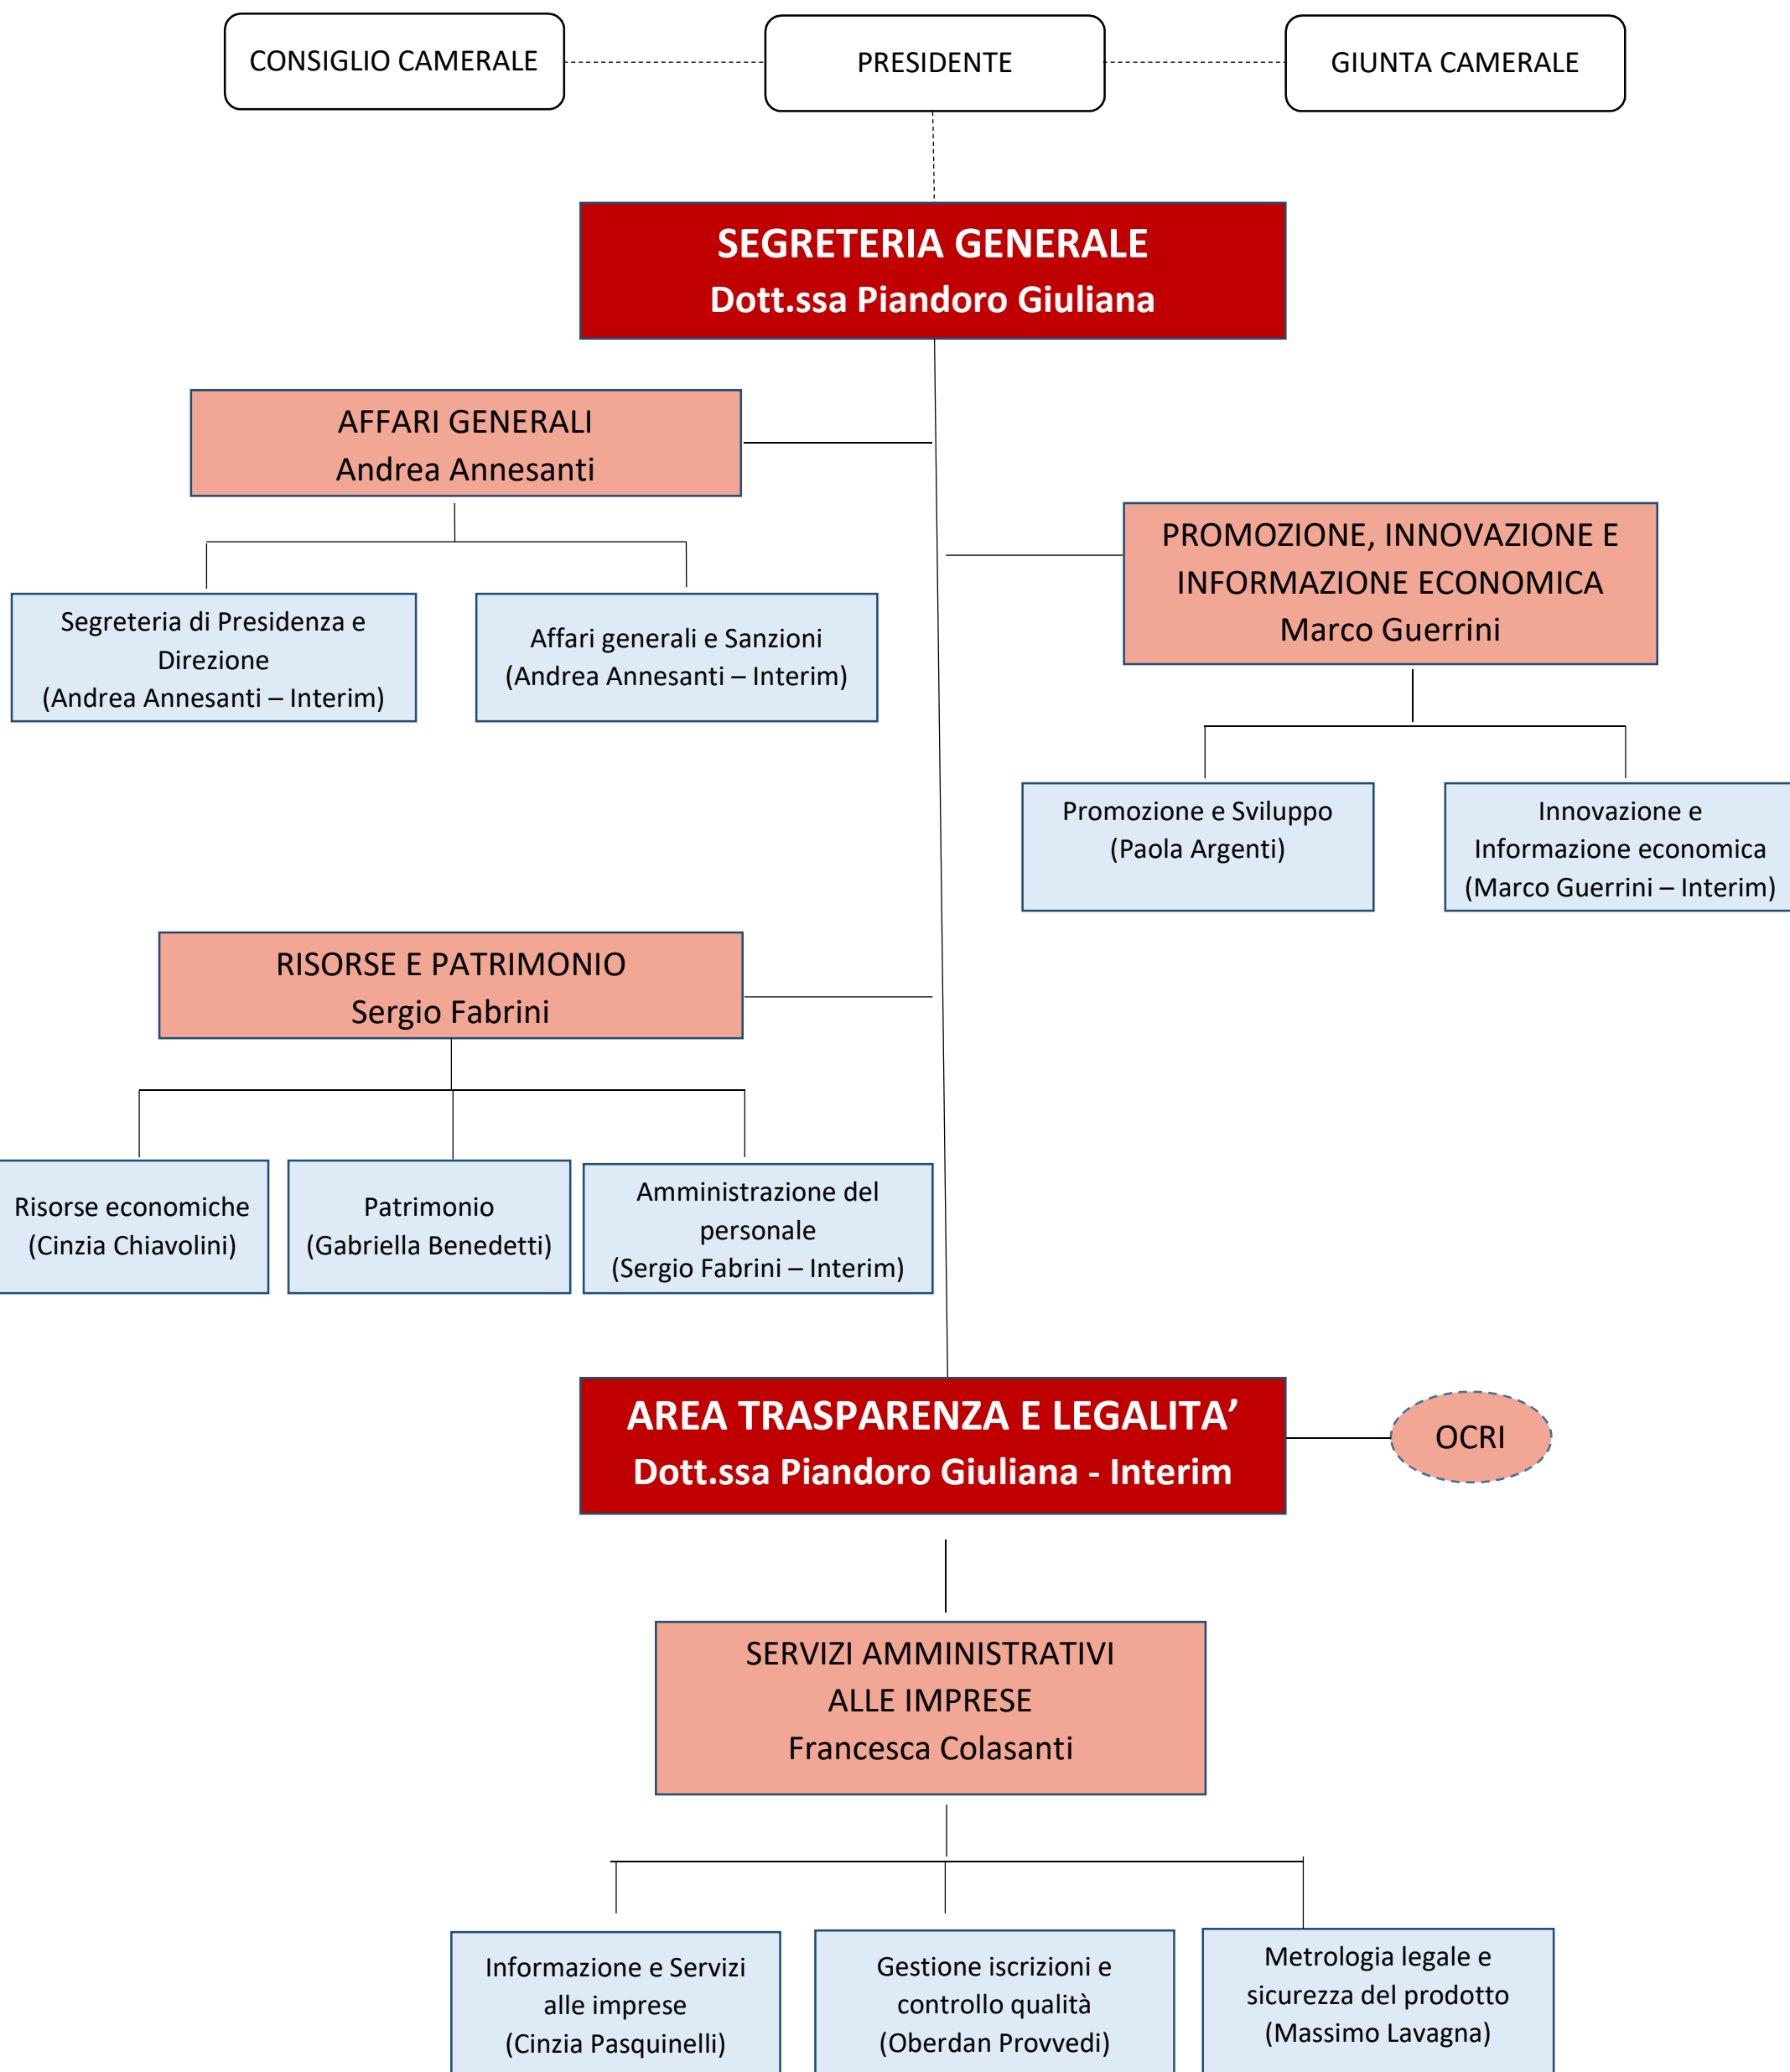 CONSIGLIO CAMERALE
PRESIDENTE
GIUNTA CAMERALE
SEGRETERIA GENERALE
Dott.ssa Piandoro Giuliana
AFFARI GENERALI
Andrea Annesanti
PROMOZIONE, INNOVAZIONE E
INFORMAZIONE ECONOMICA
Marco Guerrini
Segreteria di Presidenza e
Direzione
(Andrea Annesanti – Interim)
Affari generali e Sanzioni
(Andrea Annesanti – Interim)
Promozione e Sviluppo
(Paola Argenti)
Innovazione e
Informazione economica
(Marco Guerrini – Interim)
RISORSE E PATRIMONIO
Sergio Fabrini
Risorse economiche
(Cinzia Chiavolini)
Patrimonio
(Gabriella Benedetti)
Amministrazione del
personale
(Sergio Fabrini – Interim)
AREA TRASPARENZA E LEGALITA’
Dott.ssa Piandoro Giuliana - Interim
OCRI
SERVIZI AMMINISTRATIVI
ALLE IMPRESE
Francesca Colasanti
Informazione e Servizi
alle imprese
(Cinzia Pasquinelli)
Gestione iscrizioni e
controllo qualità
(Oberdan Provvedi)
Metrologia legale e
sicurezza del prodotto
(Massimo Lavagna)